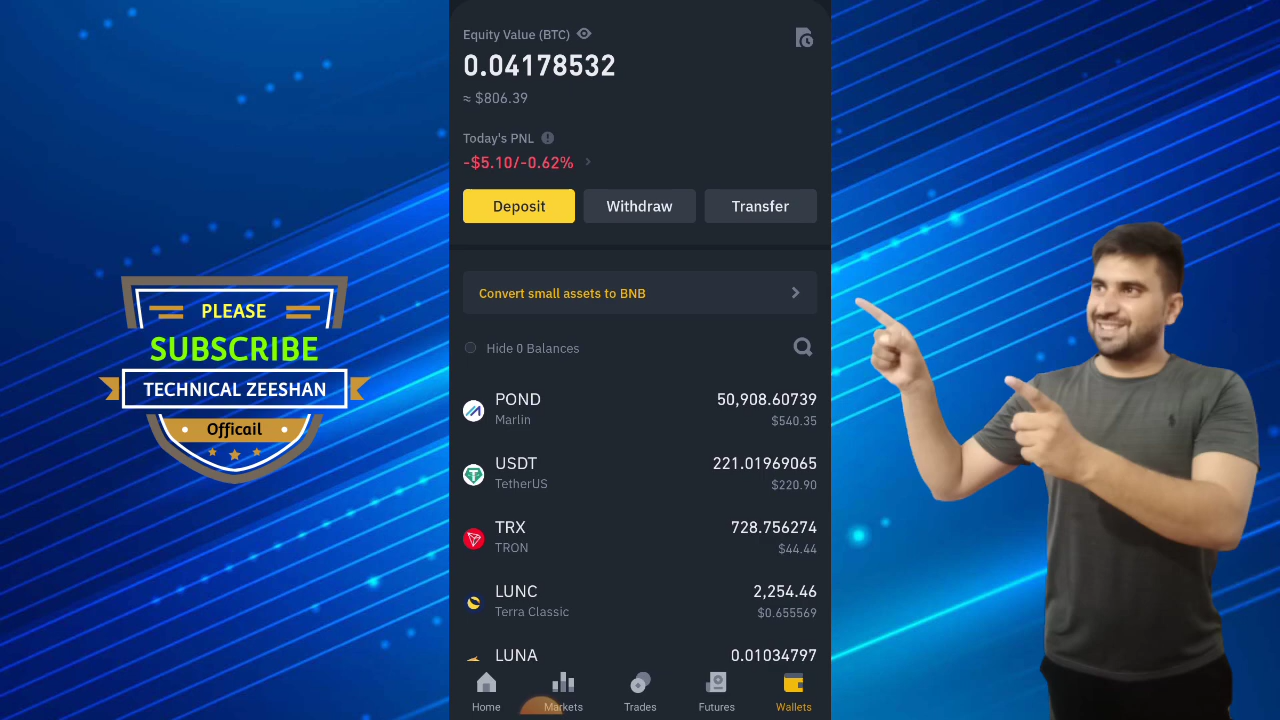 PLEASE
SUBSCRIBE
TECHNICAL ZEESHAN
Officail
Equity Value (BTC)
0.04178532
≈ $806.39
Today's PNL
-$5.10/-0.62%
Deposit
Withdraw
Transfer
Convert small assets to BNB
Hide 0 Balances
POND 50,908.60739
Marlin $540.35
USDT 221.01969065
TetherUS $220.90
TRX 728.756274
TRON $44.44
LUNC 2,254.46
Terra Classic $0.655569
LUNA 0.01034797
Home
Markets
Trades
Futures
Wallets